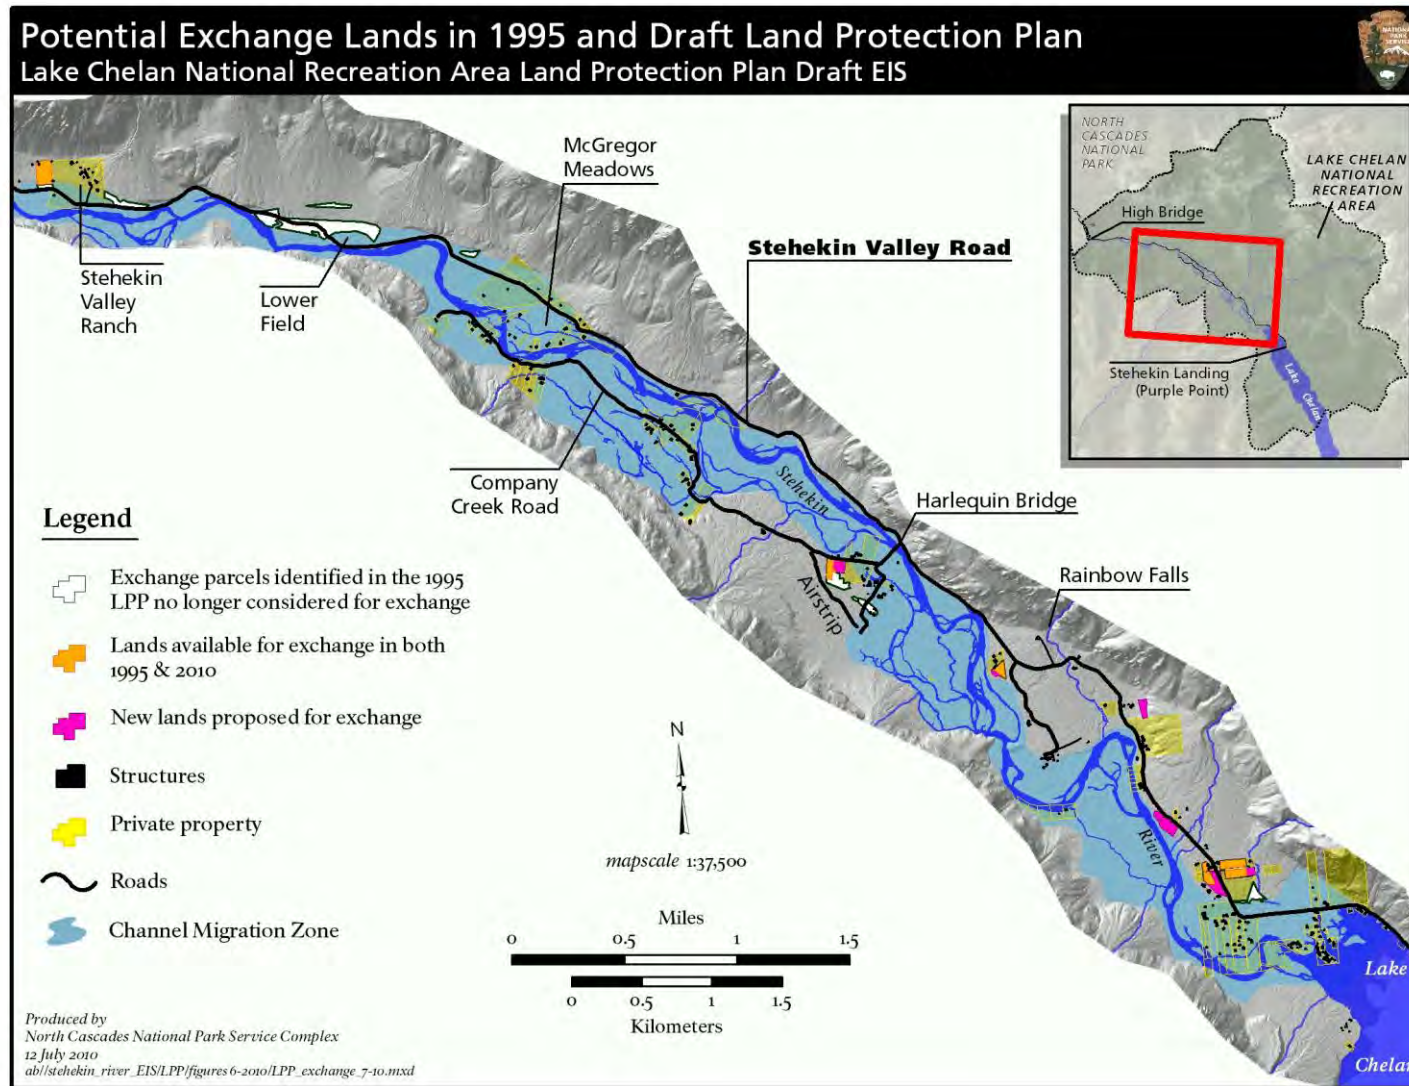 Potential Exchange Lands in 1995 and Draft Land Protection Plan
Lake Chelan National Recreation Area Land Protection Plan Draft EIS
NATIONAL
PARK
SERVICE
NORTH
CASCADES
NATIONAL
PARK
LAKE CHELAN
NATIONAL
RECREATION
AREA
High Bridge
Stehekin Landing
(Purple Point)
Lake Chelan
McGregor
Meadows
Stehekin Valley Road
Stehekin
Valley
Ranch
Lower
Field
Company
Creek Road
Stehekin
Harlequin Bridge
Airstrip
Rainbow Falls
River
Lake
Chelan
Legend
Exchange parcels identified in the 1995
LPP no longer considered for exchange
Lands available for exchange in both
1995 & 2010
New lands proposed for exchange
Structures
Private property
Roads
Channel Migration Zone
N
mapscale 1:37,500
Miles
0 0.5 1 1.5
0 0.5 1 1.5
Kilometers
Produced by
North Cascades National Park Service Complex
12 July 2010
ab//stehekin_river_EIS/LPP/figures 6-2010/LPP_exchange_7-10.mxd